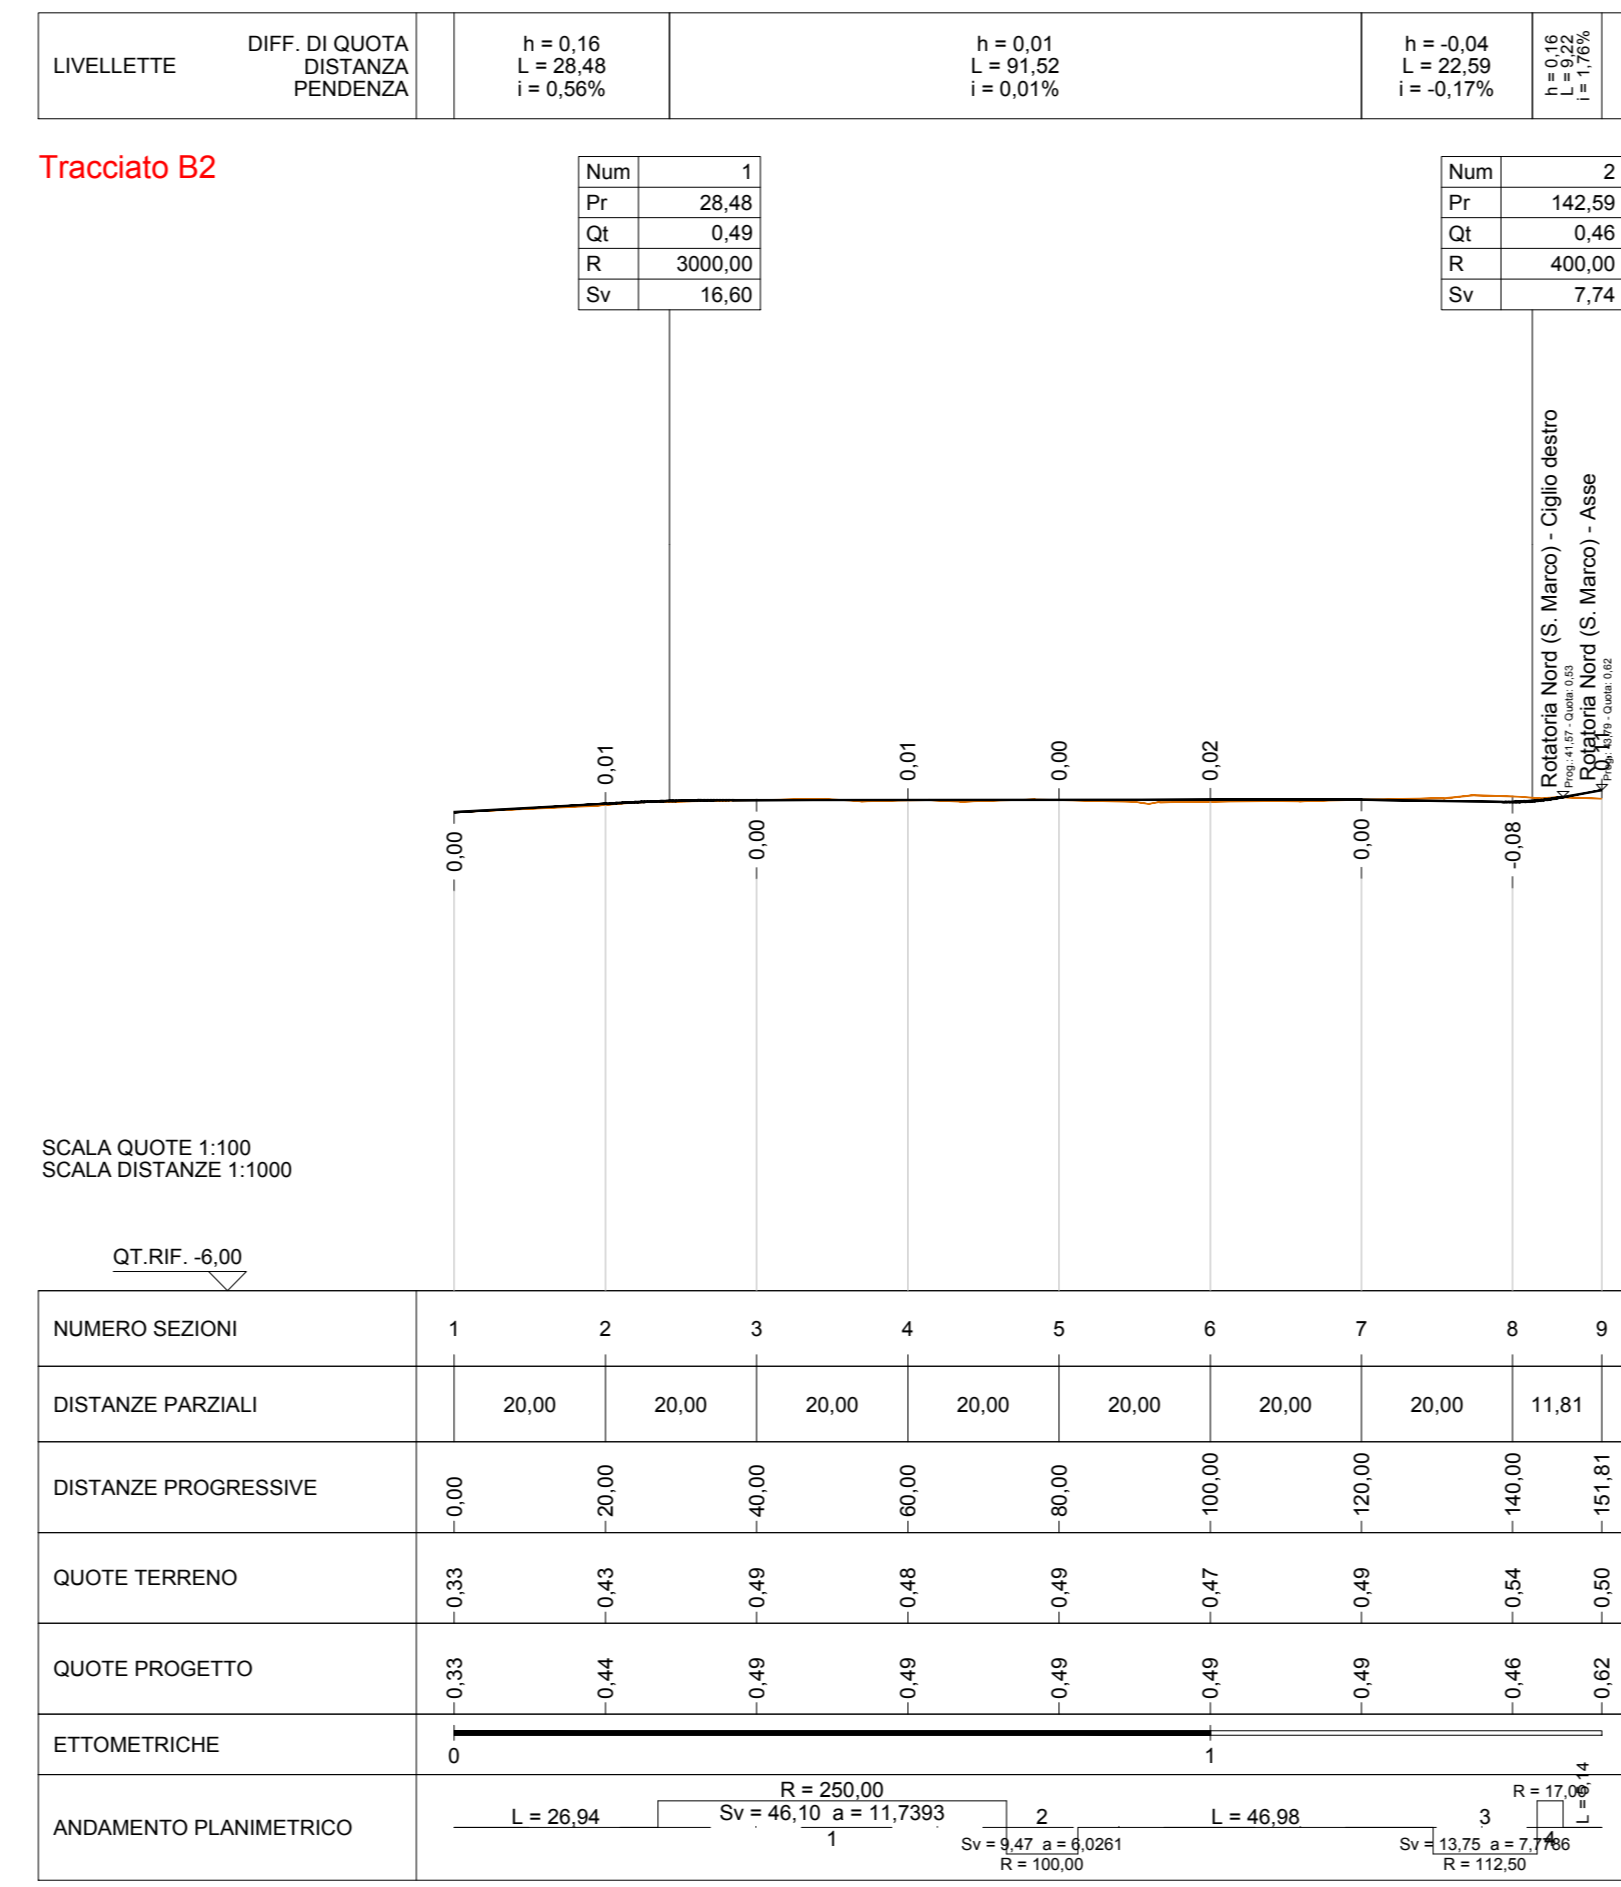 LIVELLETTE
DIFF. DI QUOTA
DISTANZA
PENDENZA
h = 0,16
L = 28,48
i = 0,56%
h = 0,01
L = 91,52
i = 0,01%
h = -0,04
L = 22,59
i = -0,17%
h = 0,16
L = 9,22
i = 1,76%
Tracciato B2
Num 1
Pr 28,48
Qt 0,49
R 3000,00
Sv 16,60
Num 2
Pr 142,59
Qt 0,46
R 400,00
Sv 7,74
Rotatoria Nord (S. Marco) - Ciglio destro
Prog.: 41,57 - Quota: 0,53
Rotatoria Nord (S. Marco) - Asse
Prog.: 43,79 - Quota: 0,62
0,01 0,01 0,00 0,02
0,00 0,00 0,00 -0,08
SCALA QUOTE 1:100
SCALA DISTANZE 1:1000
QT.RIF. -6,00
NUMERO SEZIONI 1 2 3 4 5 6 7 8 9
DISTANZE PARZIALI 20,00 20,00 20,00 20,00 20,00 20,00 20,00 11,81
DISTANZE PROGRESSIVE 0,00 20,00 40,00 60,00 80,00 100,00 120,00 140,00 151,81
QUOTE TERRENO 0,33 0,43 0,49 0,48 0,49 0,47 0,49 0,54 0,50
QUOTE PROGETTO 0,33 0,44 0,49 0,49 0,49 0,49 0,49 0,46 0,62
ETTOMETRICHE 0 1
ANDAMENTO PLANIMETRICO
L = 26,94
R = 250,00
Sv = 46,10 a = 11,7393
1
2
Sv = 9,47 a = 6,0261
R = 100,00
L = 46,98
3
Sv = 13,75 a = 7,7786
R = 112,50
4